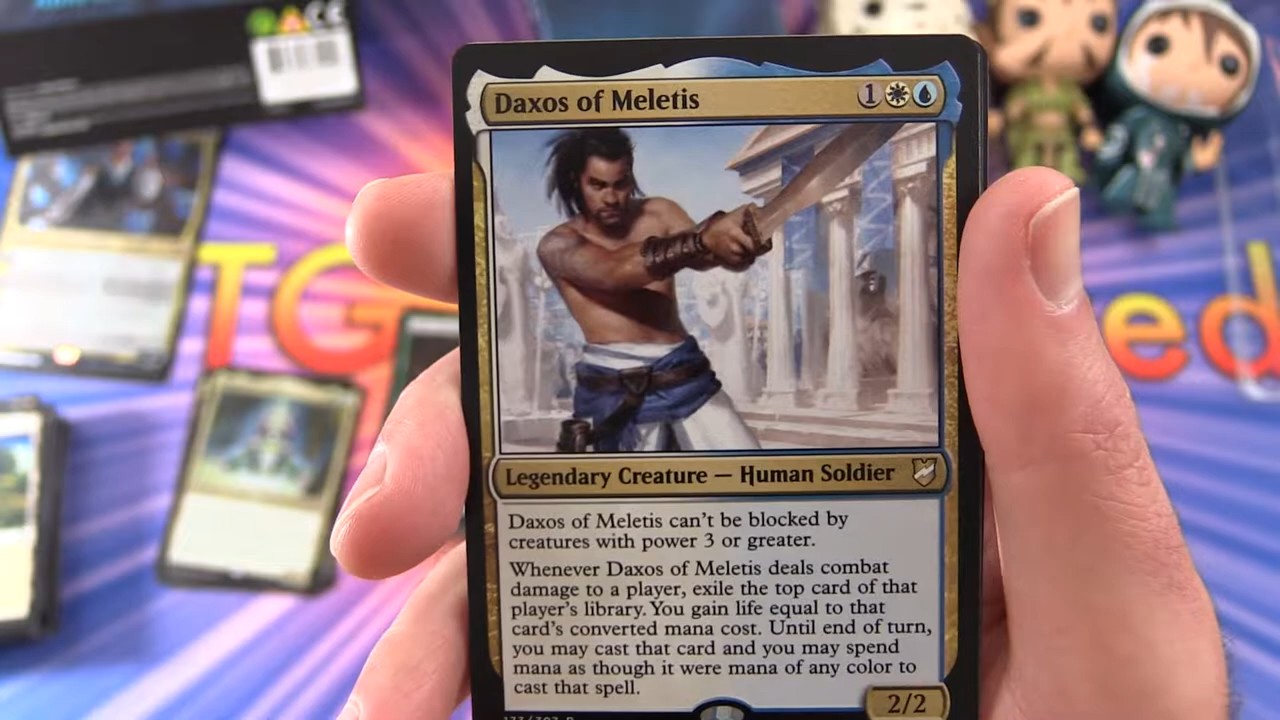 Daxos of Meletis
1
Legendary Creature — Human Soldier
Daxos of Meletis can't be blocked by
creatures with power 3 or greater.
Whenever Daxos of Meletis deals combat
damage to a player, exile the top card of that
player's library. You gain life equal to that
card's converted mana cost. Until end of turn,
you may cast that card and you may spend
mana as though it were mana of any color to
cast that spell.
2/2
TG
ed
CE